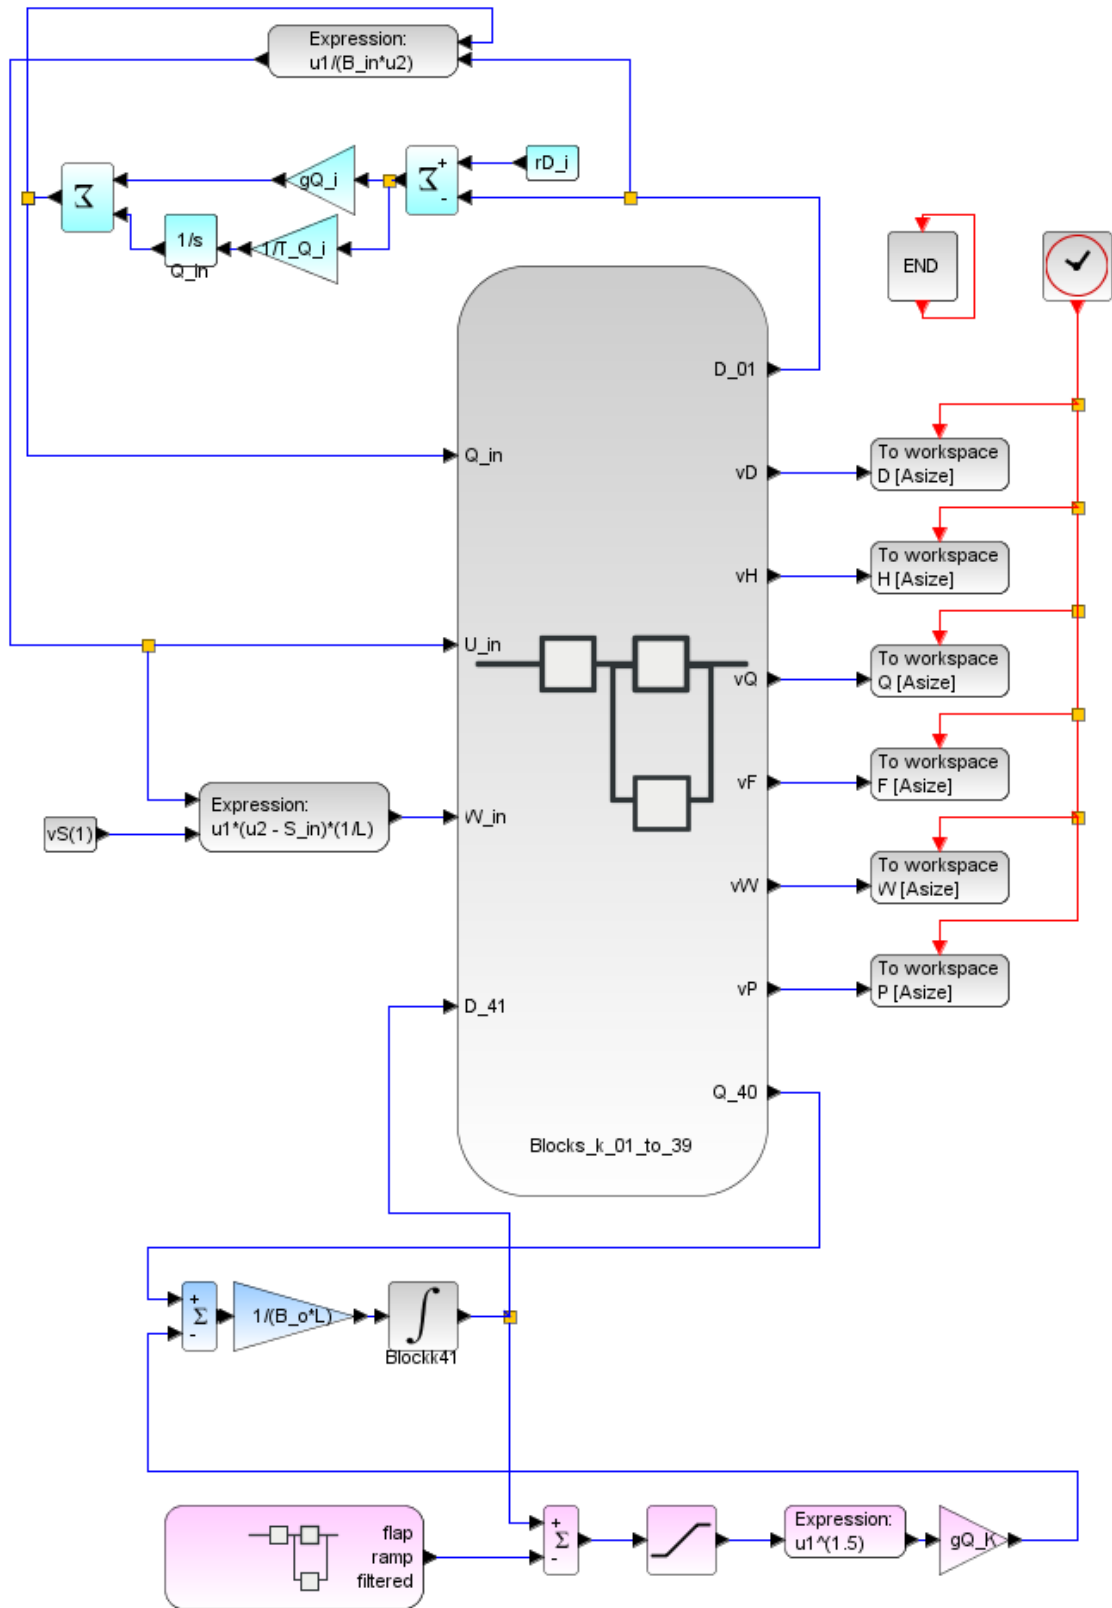 Expression:
u1/(B_in*u2)
Σ
gQ_i
Σ
+
-
rD_i
1/s
Q_in
1/T_Q_i
END
D_01
Q_in
To workspace
D [Asize]
vD
To workspace
H [Asize]
vH
U_in
To workspace
Q [Asize]
vQ
To workspace
F [Asize]
vF
Expression:
u1*(u2 - S_in)*(1/L)
vS(1)
W_in
To workspace
W [Asize]
vW
To workspace
P [Asize]
vP
D_41
Q_40
Blocks_k_01_to_39
+
Σ
-
1/(B_o*L)
∫
Blockk41
flap
ramp
filtered
+
Σ
-
Expression:
u1^(1.5)
gQ_K